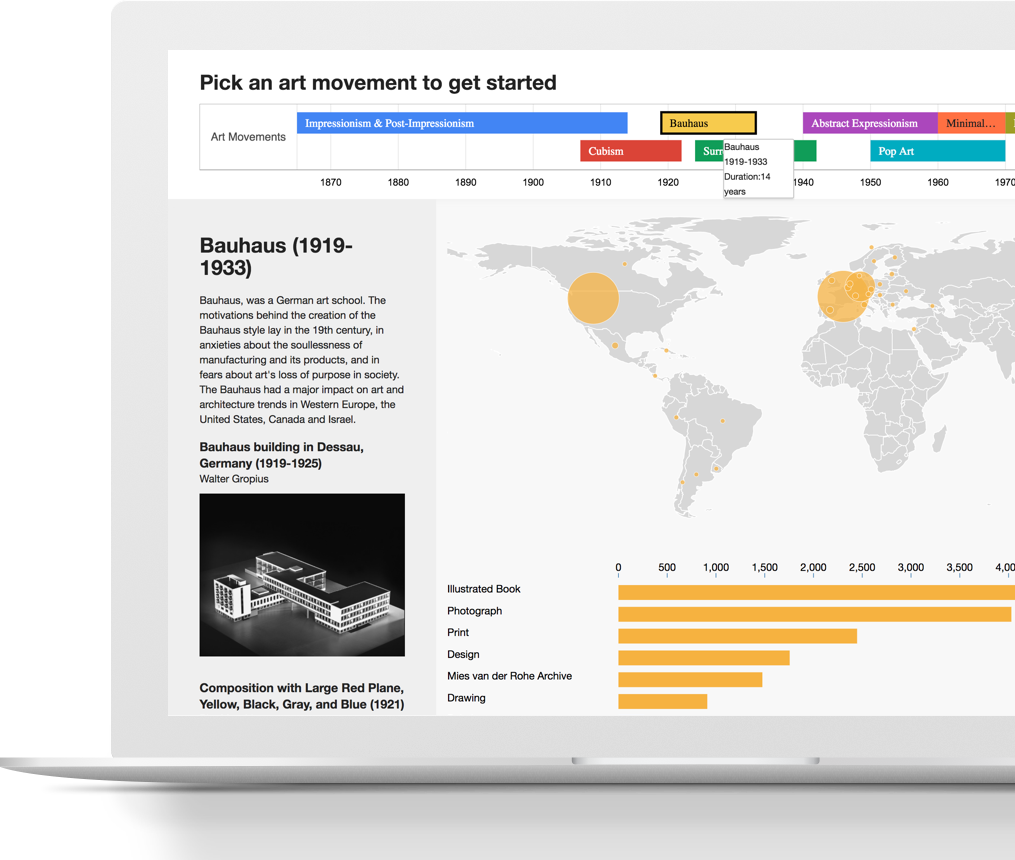 Pick an art movement to get started
Art Movements
Impressionism & Post-Impressionism
Bauhaus
Abstract Expressionism
Minimal…
Cubism
Pop Art
Bauhaus
1919-1933
Duration:14
years
1870 1880 1890 1900 1910 1920 1940 1950 1960 1970
Bauhaus (1919-
1933)
Bauhaus, was a German art school. The
motivations behind the creation of the
Bauhaus style lay in the 19th century, in
anxieties about the soullessness of
manufacturing and its products, and in
fears about art's loss of purpose in society.
The Bauhaus had a major impact on art and
architecture trends in Western Europe, the
United States, Canada and Israel.
Bauhaus building in Dessau,
Germany (1919-1925)
Walter Gropius
Composition with Large Red Plane,
Yellow, Black, Gray, and Blue (1921)
0 500 1,000 1,500 2,000 2,500 3,000 3,500 4,00
Illustrated Book
Photograph
Print
Design
Mies van der Rohe Archive
Drawing